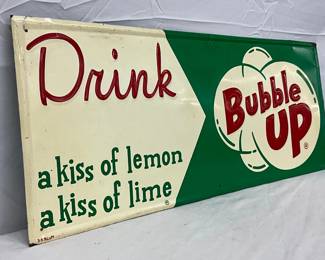 Drink
a kiss of lemon
a kiss of lime ®
Bubble
UP ®